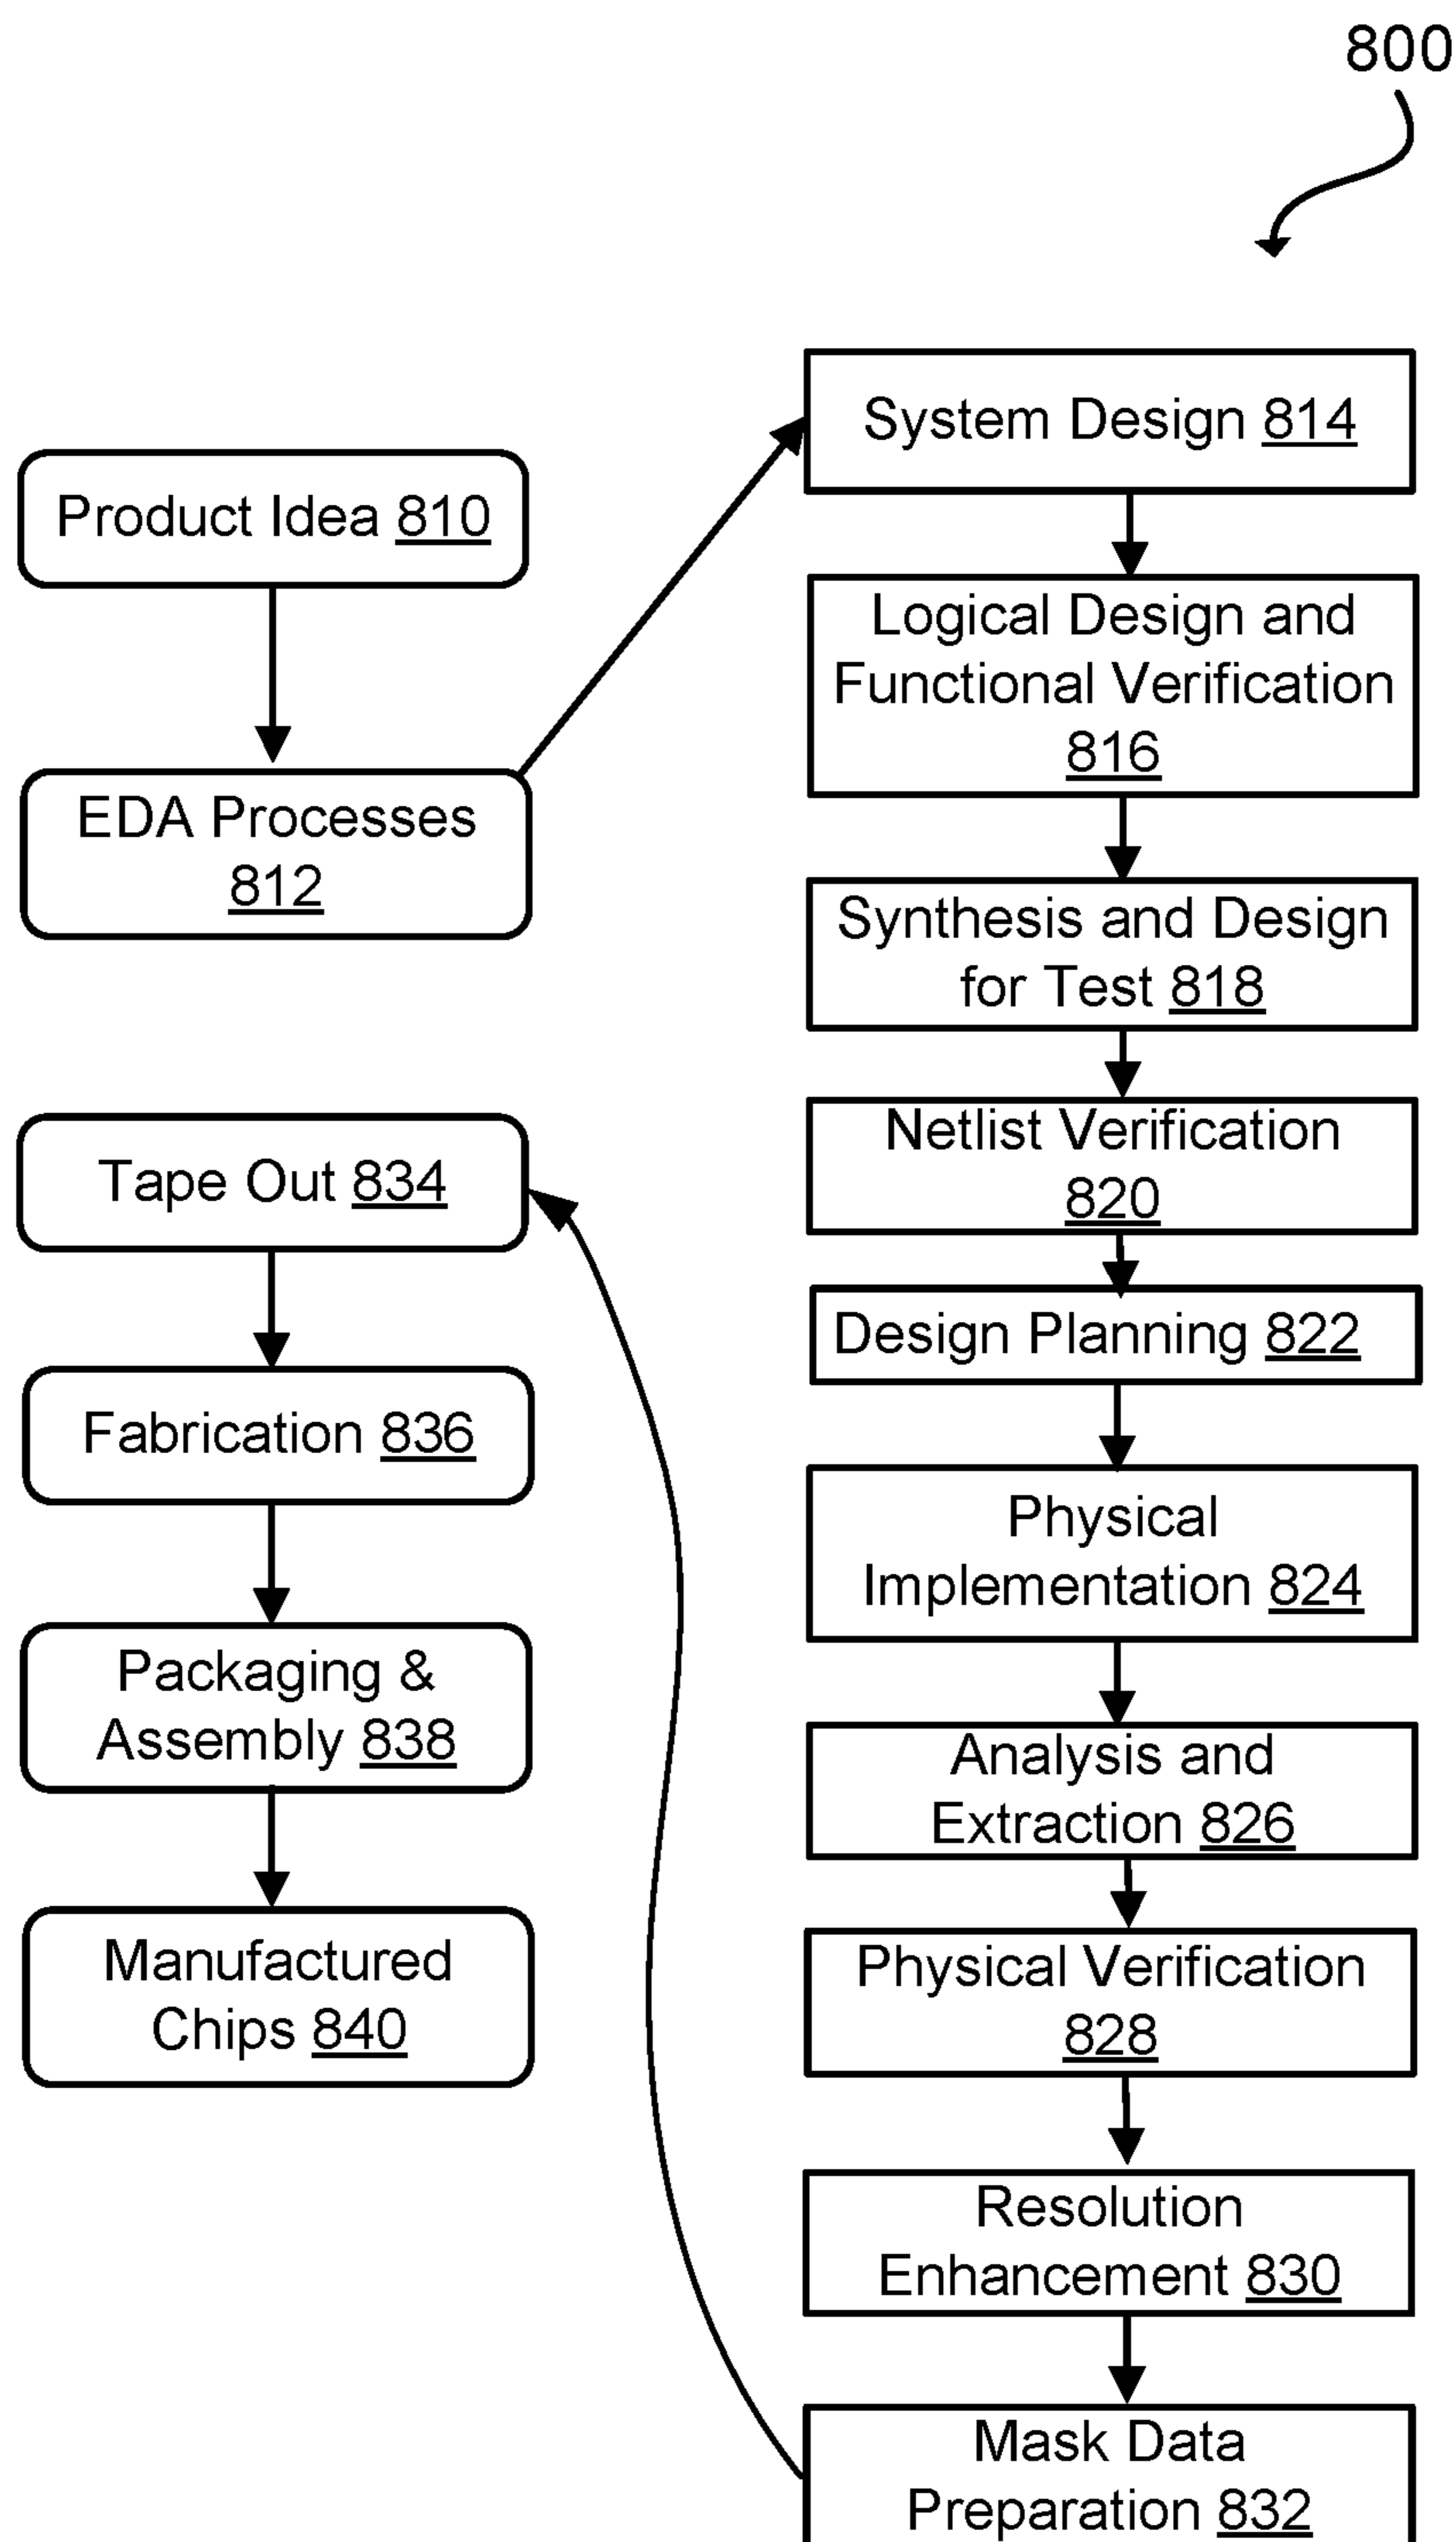 800
Product Idea 810
EDA Processes
812
System Design 814
Logical Design and
Functional Verification
816
Synthesis and Design
for Test 818
Netlist Verification
820
Design Planning 822
Physical
Implementation 824
Analysis and
Extraction 826
Physical Verification
828
Resolution
Enhancement 830
Mask Data
Preparation 832
Tape Out 834
Fabrication 836
Packaging &
Assembly 838
Manufactured
Chips 840